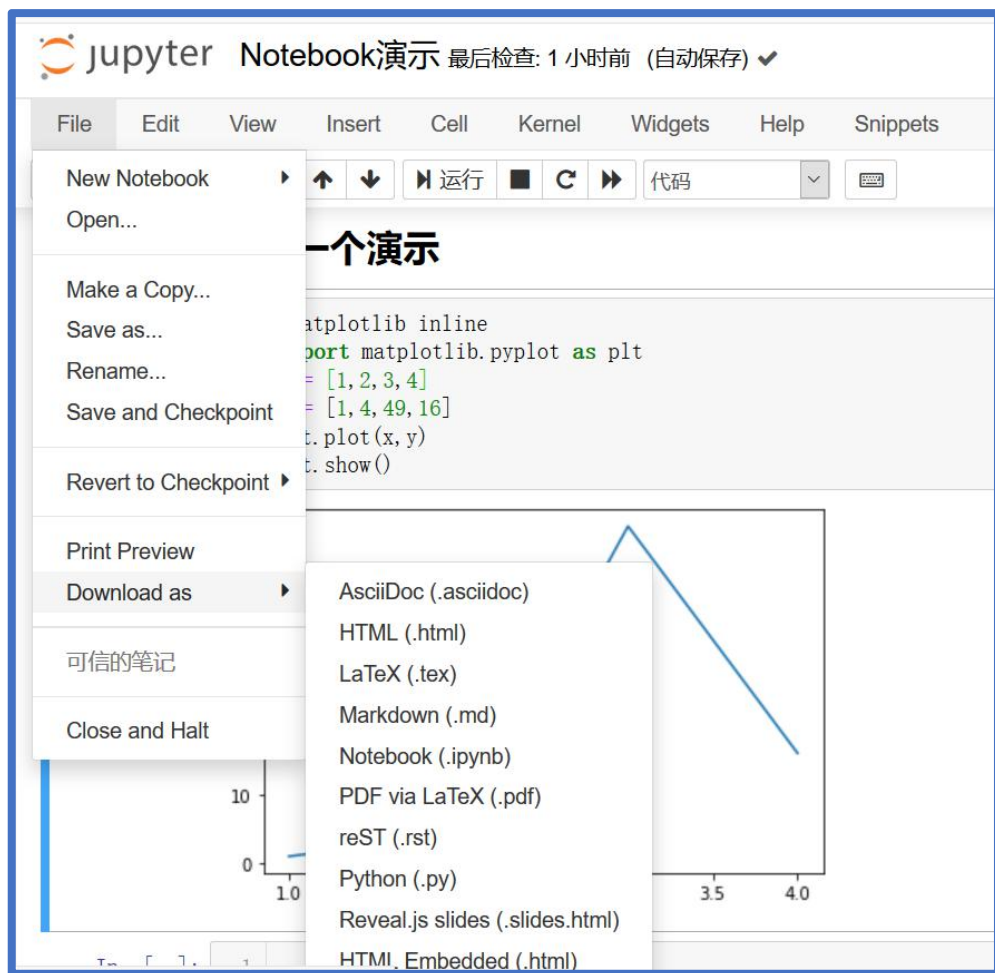 jupyter Notebook演示 最后检查: 1 小时前 (自动保存)
File Edit View Insert Cell Kernel Widgets Help Snippets
New Notebook
运行
代码
Open...
一个演示
Make a Copy...
Save as...
Rename...
Save and Checkpoint
Revert to Checkpoint
Print Preview
Download as
可信的笔记
Close and Halt
atplotlib inline
port matplotlib.pyplot as plt
= [1,2,3,4]
= [1,4,49,16]
t.plot(x,y)
t.show()
AsciiDoc (.asciidoc)
HTML (.html)
LaTeX (.tex)
Markdown (.md)
Notebook (.ipynb)
PDF via LaTeX (.pdf)
reST (.rst)
Python (.py)
Reveal.js slides (.slides.html)
HTML Embedded (.html)
10
0
1.0 3.5 4.0
In [ ]: 1